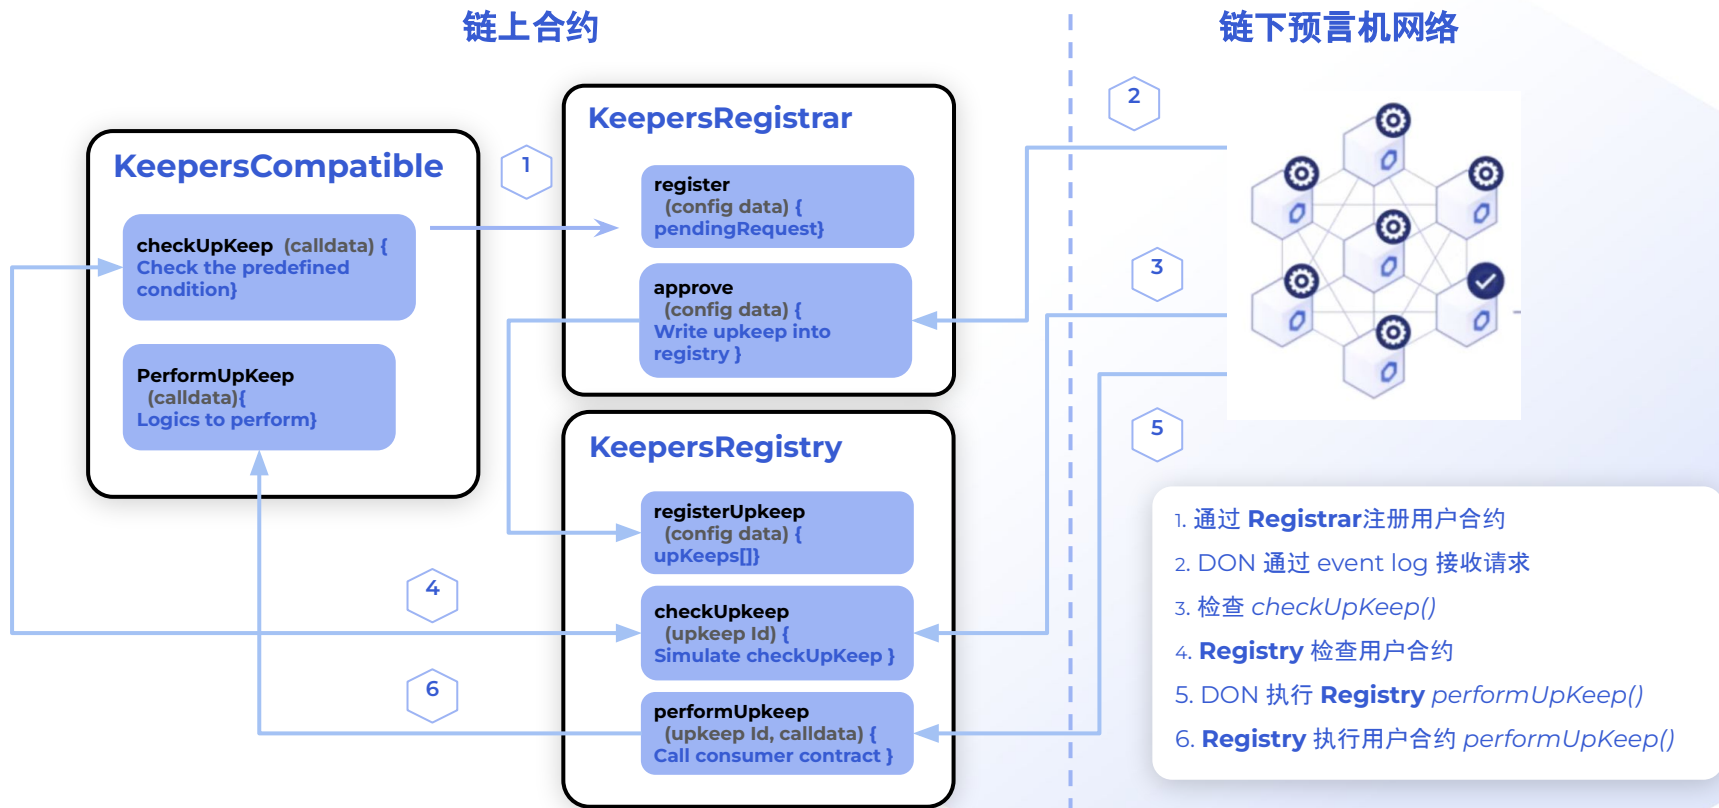 链上合约
链下预言机网络
KeepersCompatible
checkUpKeep (calldata) {
Check the predefined
condition}
PerformUpKeep
(calldata){
Logics to perform}
1
KeepersRegistrar
register
(config data) {
pendingRequest}
approve
(config data) {
Write upkeep into
registry }
KeepersRegistry
registerUpkeep
(config data) {
upKeeps[]}
checkUpkeep
(upkeep Id) {
Simulate checkUpKeep }
performUpkeep
(upkeep Id, calldata) {
Call consumer contract }
4
6
2
3
5
1. 通过 Registrar注册用户合约
2. DON 通过 event log 接收请求
3. 检查 checkUpKeep()
4. Registry 检查用户合约
5. DON 执行 Registry performUpKeep()
6. Registry 执行用户合约 performUpKeep()